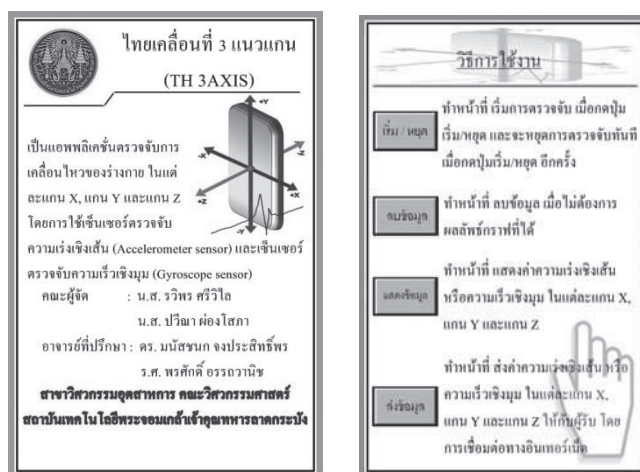 ไทยเคลื่อนที่ 3 แนวแกน
(TH 3AXIS)
+Y
-X
-Z
+Z
+X
-Y
เป็นแอพพลิเคชั่นตรวจจับการ
เคลื่อนไหวของร่างกาย ในแต่
ละแกน X, แกน Y และแกน Z
โดยการใช้เซ็นเซอร์ตรวจจับ
ความเร่งเชิงเส้น (Accelerometer sensor) และเซ็นเซอร์
ตรวจจับความเร็วเชิงมุม (Gyroscope sensor)
คณะผู้จัด : น.ส. รวิพร ศรีวิไล
น.ส. ปวีณา ผ่องโสภา
อาจารย์ที่ปรึกษา : ดร. มนัสชนก จงประสิทธิ์พร
ร.ศ. พรศักดิ์ อรรถวานิช
สาขาวิศวกรรมอุตสาหการ คณะวิศวกรรมศาสตร์
สถาบันเทคโนโลยีพระจอมเกล้าเจ้าคุณทหารลาดกระบัง
วิธีการใช้งาน
เริ่ม / หยุด
ทำหน้าที่ เริ่มการตรวจจับ เมื่อกดปุ่ม
เริ่ม/หยุด และจะหยุดการตรวจจับทันที
เมื่อกดปุ่มเริ่ม/หยุด อีกครั้ง
ลบข้อมูล
ทำหน้าที่ ลบข้อมูล เมื่อไม่ต้องการ
ผลลัพธ์กราฟที่ได้
แสดงข้อมูล
ทำหน้าที่ แสดงค่าความเร่งเชิงเส้น
หรือความเร็วเชิงมุม ในแต่ละแกน X,
แกน Y และแกน Z
ส่งข้อมูล
ทำหน้าที่ ส่งค่าความเร่งเชิงเส้น หรือ
ความเร็วเชิงมุม ในแต่ละแกน X,
แกน Y และแกน Z ให้กับผู้รับ โดย
การเชื่อมต่อทางอินเทอร์เน็ต